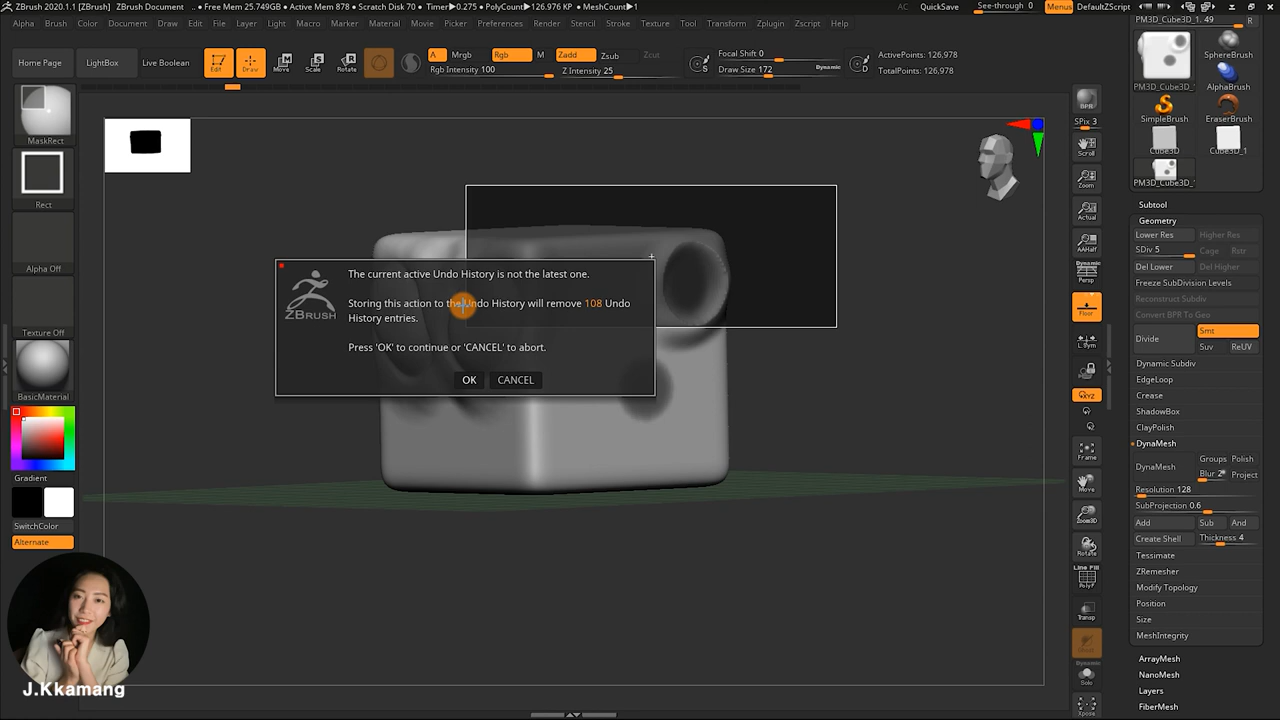 ZBrush 2020.1.1 [ZBrush] ZBrush Document .. • Free Mem 25.749GB • Active Mem 878 • Scratch Disk 70 • Timer▶0.275 • PolyCount▶126.976 KP • MeshCount▶1 AC QuickSave See-through 0 Menus DefaultZScript
Alpha Brush Color Document Draw Edit File Layer Light Macro Marker Material Movie Picker Preferences Render Stencil Stroke Texture Tool Transform Zplugin Zscript Help
Home Page LightBox Live Boolean Edit Draw Move Scale Rotate
A Mrgb Rgb M Zadd Zsub Zcut
Rgb Intensity 100 Z Intensity 25
S Focal Shift 0
Draw Size 172 Dynamic D
ActivePoints: 126,978
TotalPoints: 126,978
MaskRect
Rect
Alpha Off
Texture Off
BasicMaterial
Gradient
SwitchColor
Alternate
J.Kkamang
The current active Undo History is not the latest one.
ZBRUSH
Storing this action to the Undo History will remove 108 Undo
History entries.
Press 'OK' to continue or 'CANCEL' to abort.
OK CANCEL
BPR
SPix 3
Scroll
Zoom
Actual
AAHalf
Dynamic
Persp
Floor
L.Sym
XYZ
Frame
Move
Zoom3D
Rotate
Line Fill
PolyF
Transp
Dynamic
Solo
Xpose
PM3D_Cube3D_1. 49 R
PM3D_Cube3D_
SphereBrush
AlphaBrush
SimpleBrush EraserBrush
Cube3D Cube3D_1
PM3D_Cube3D_
Subtool
Geometry
Lower Res Higher Res
SDiv 5 Cage Rstr
Del Lower Del Higher
Freeze SubDivision Levels
Reconstruct Subdiv
Convert BPR To Geo
Divide Smt
Suv ReUV
Dynamic Subdiv
EdgeLoop
Crease
ShadowBox
ClayPolish
DynaMesh
DynaMesh Groups Polish
Blur 2 Project
Resolution 128
SubProjection 0.6
Add Sub And
Create Shell Thickness 4
Tessimate
ZRemesher
Modify Topology
Position
Size
MeshIntegrity
ArrayMesh
NanoMesh
Layers
FiberMesh